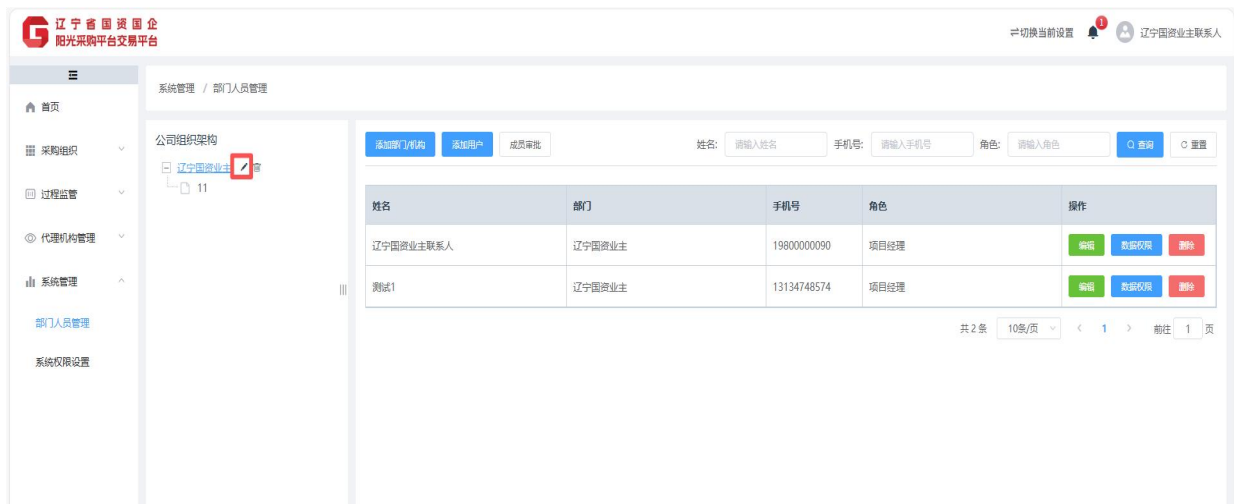 辽宁省国资国企
阳光采购平台交易平台
切换当前设置 1 辽宁国资业主联系人
系统管理 / 部门人员管理
首页
采购组织
过程监管
代理机构管理
系统管理
部门人员管理
系统权限设置
公司组织架构
辽宁国资业主
11
添加部门/机构 添加用户 成员审批 姓名: 请输入姓名 手机号: 请输入手机号 角色: 请输入角色 查询 重置
姓名 部门 手机号 角色 操作
辽宁国资业主联系人 辽宁国资业主 19800000090 项目经理 编辑 数据权限 删除
测试1 辽宁国资业主 13134748574 项目经理 编辑 数据权限 删除
共 2 条 10条/页 1 前往 1 页